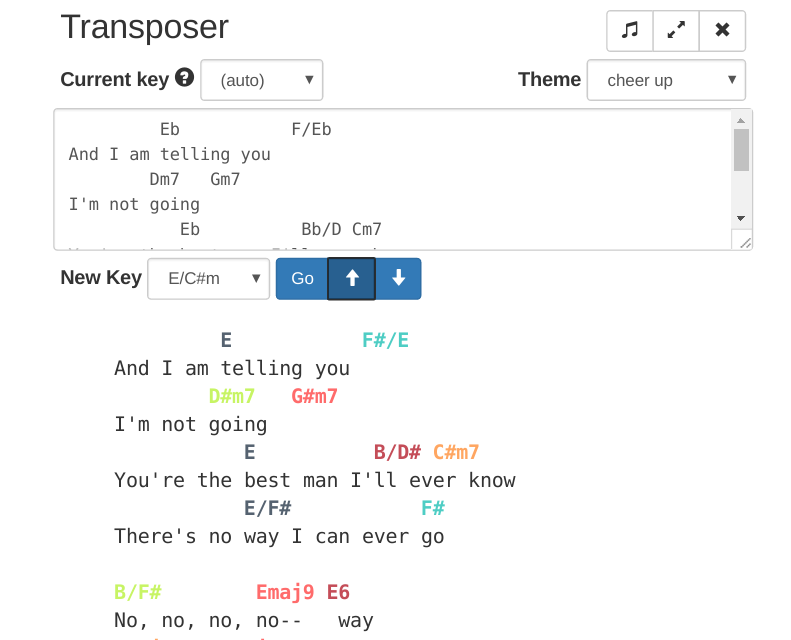 Transposer
Current key (auto) Theme cheer up
Eb F/Eb
And I am telling you
Dm7 Gm7
I'm not going
Eb Bb/D Cm7
New Key E/C#m Go
E F#/E
And I am telling you
D#m7 G#m7
I'm not going
E B/D# C#m7
You're the best man I'll ever know
E/F# F#
There's no way I can ever go
B/F# Emaj9 E6
No, no, no, no-- way